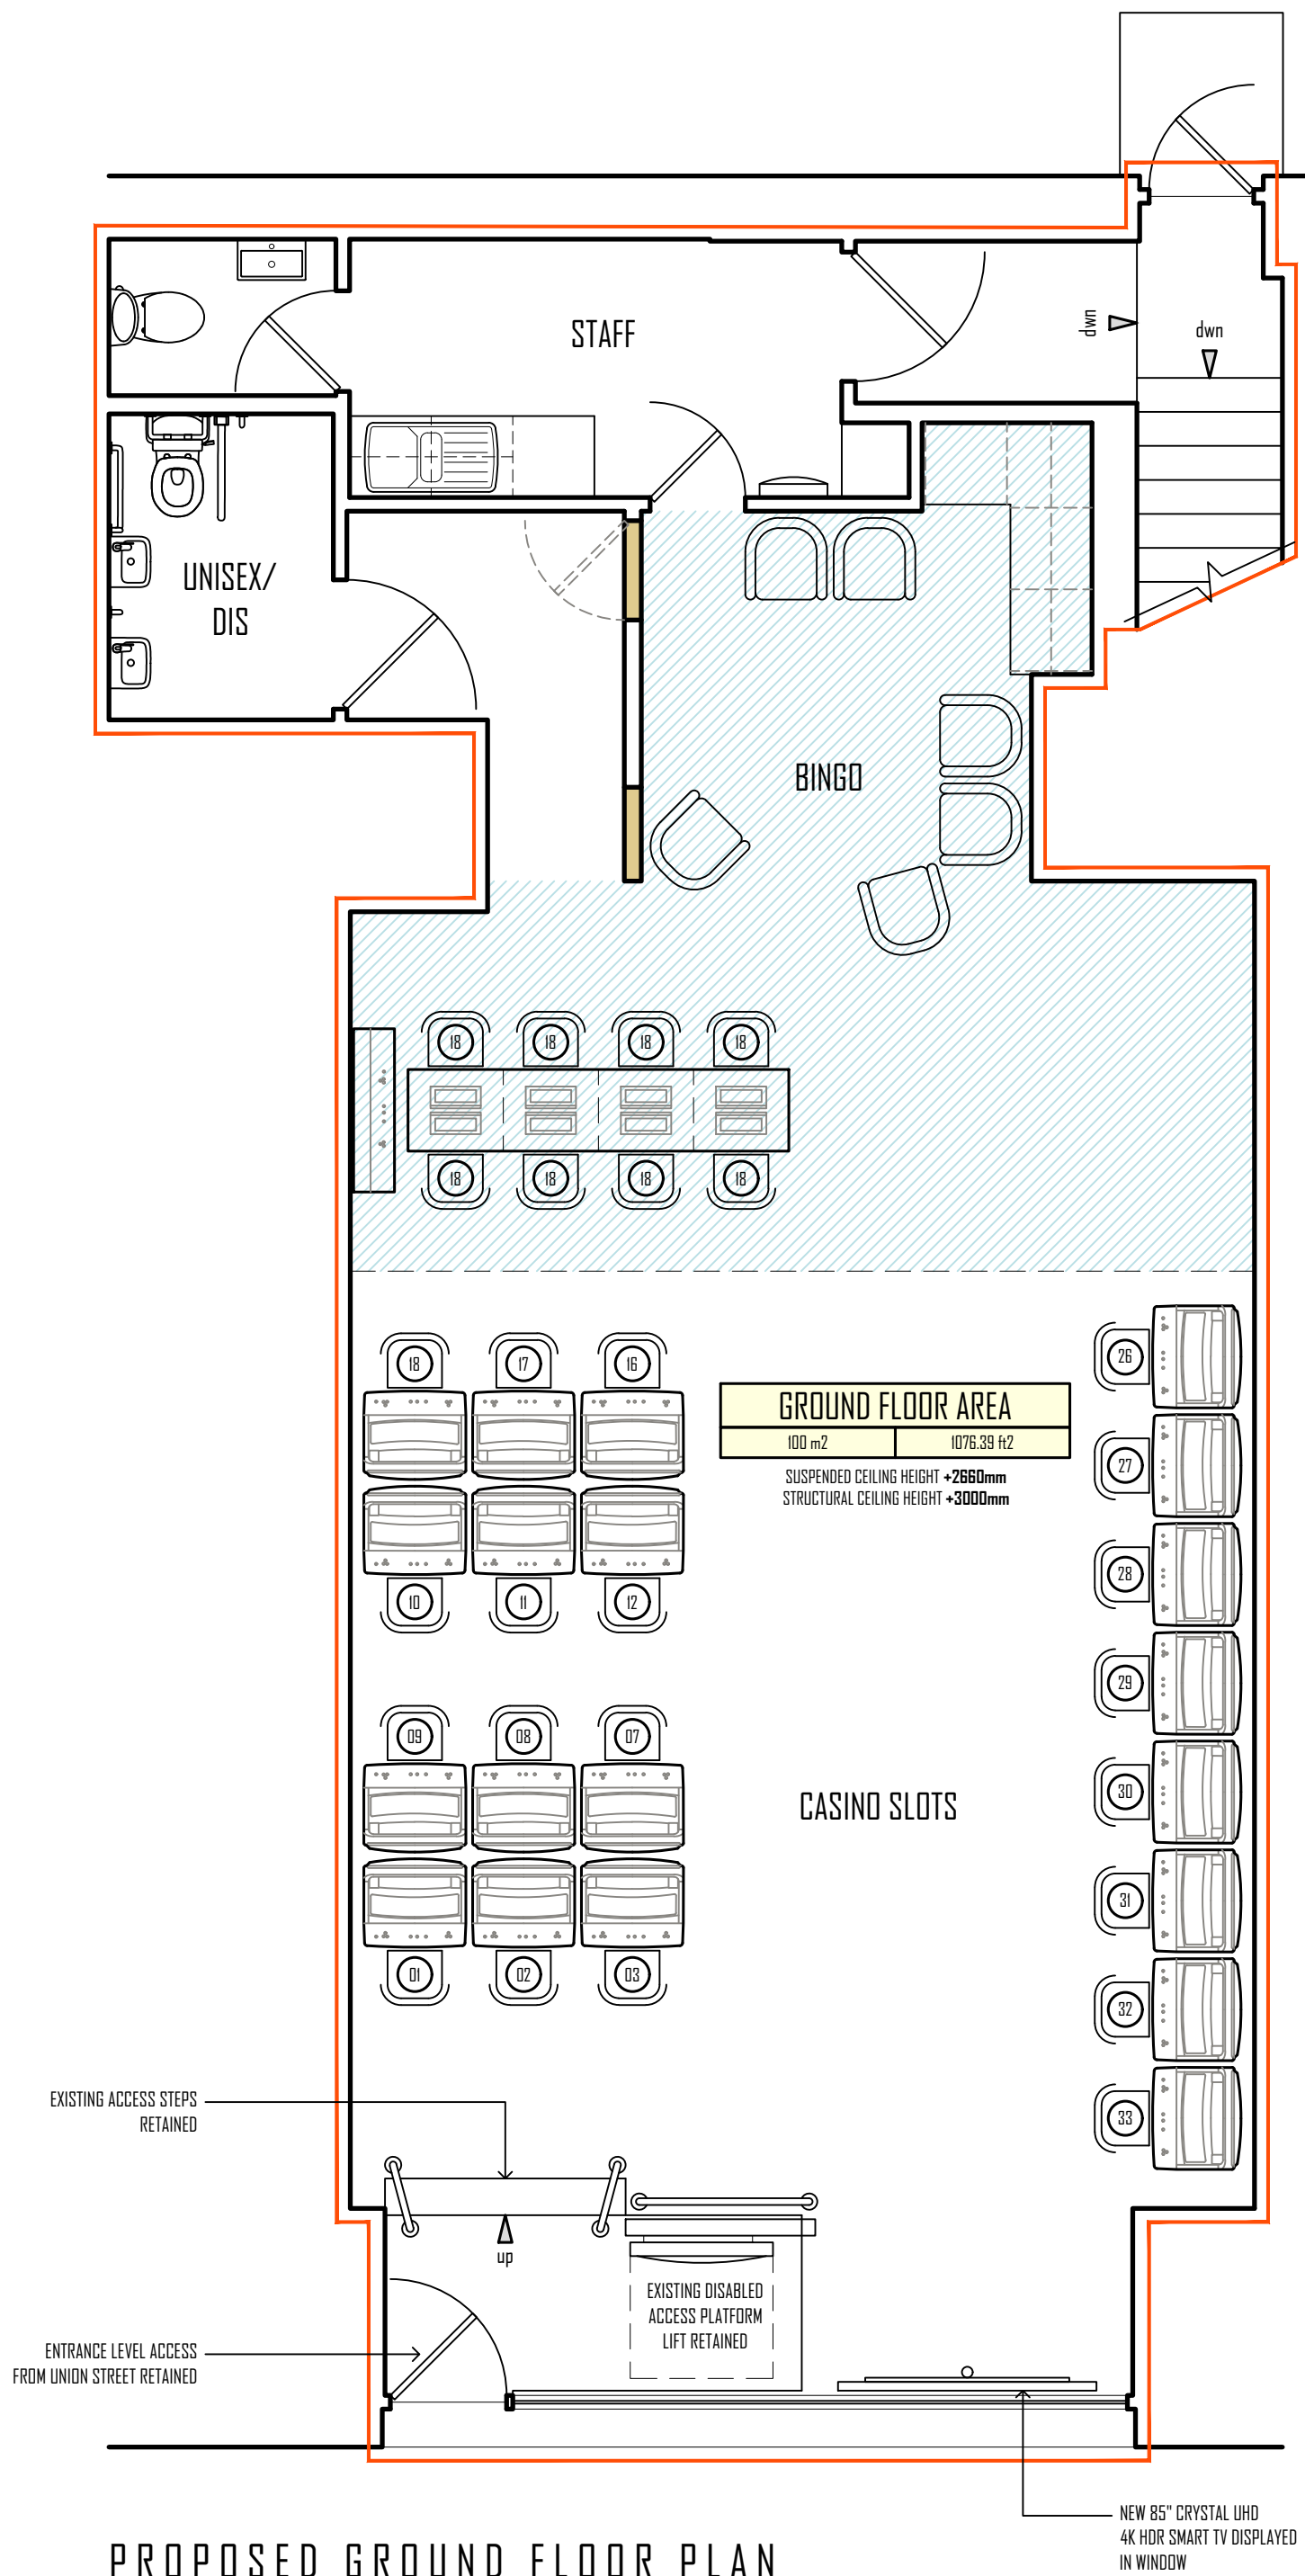 dwn
dwn
STAFF
UNISEX/
DIS
BINGO
18 18 18 18
18 18 18 18
18 17 16
GROUND FLOOR AREA
100 m2 1076.39 ft2
SUSPENDED CEILING HEIGHT +2660mm
STRUCTURAL CEILING HEIGHT +3000mm
10 11 12
09 08 07
CASINO SLOTS
01 02 03
26
27
28
29
30
31
32
33
EXISTING ACCESS STEPS
RETAINED
up
EXISTING DISABLED
ACCESS PLATFORM
LIFT RETAINED
ENTRANCE LEVEL ACCESS
FROM UNION STREET RETAINED
NEW 85" CRYSTAL UHD
4K HDR SMART TV DISPLAYED
IN WINDOW
PROPOSED GROUND FLOOR PLAN